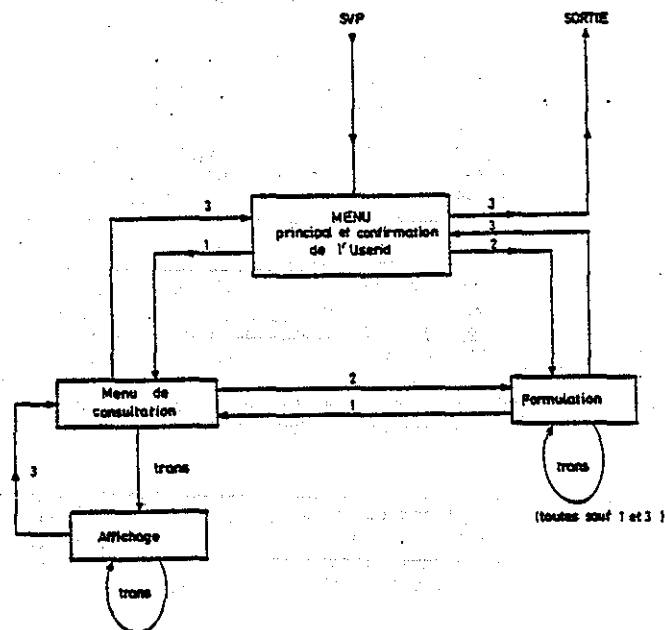 SVP
SORTIE
3
MENU
principal et confirmation
de l' Userid
3
3
2
1
Menu de
consultation
2
1
Formulation
3
trans
trans
(toutes sauf 1 et 3 )
Affichage
trans